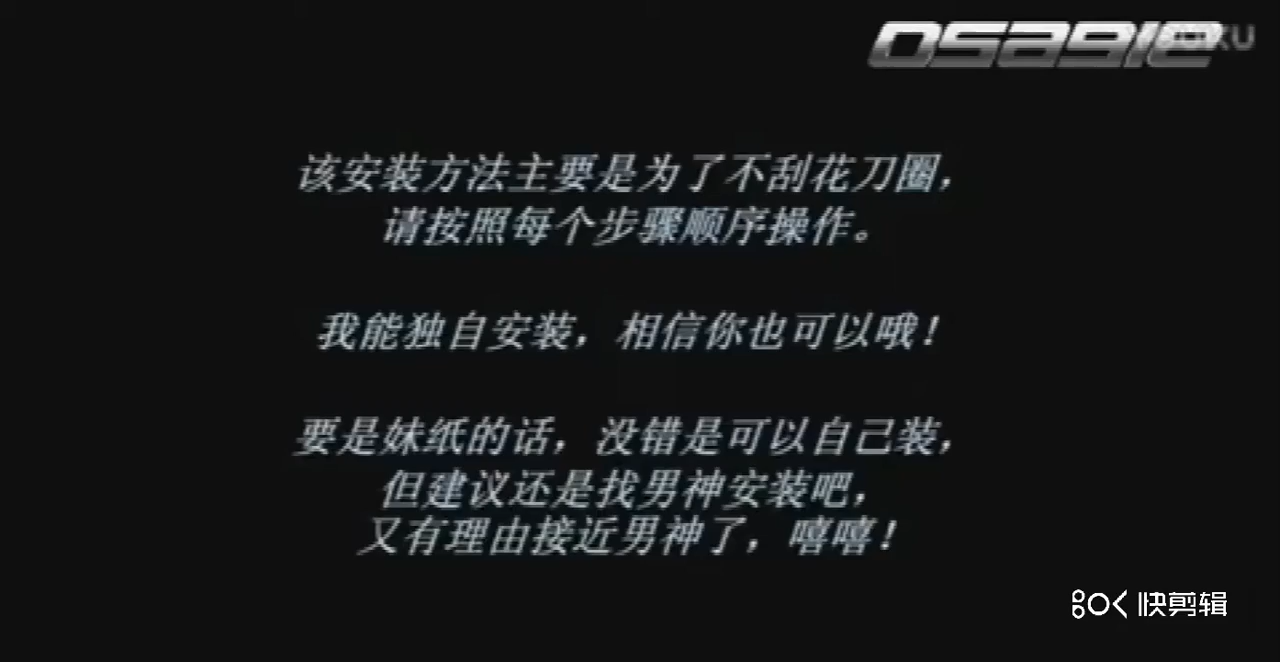 osagie
该安装方法主要是为了不刮花刀圈，
请按照每个步骤顺序操作。
我能独自安装，相信你也可以哦！
要是妹纸的话，没错是可以自己装，
但建议还是找男神安装吧，
又有理由接近男神了，嘻嘻！
快剪辑